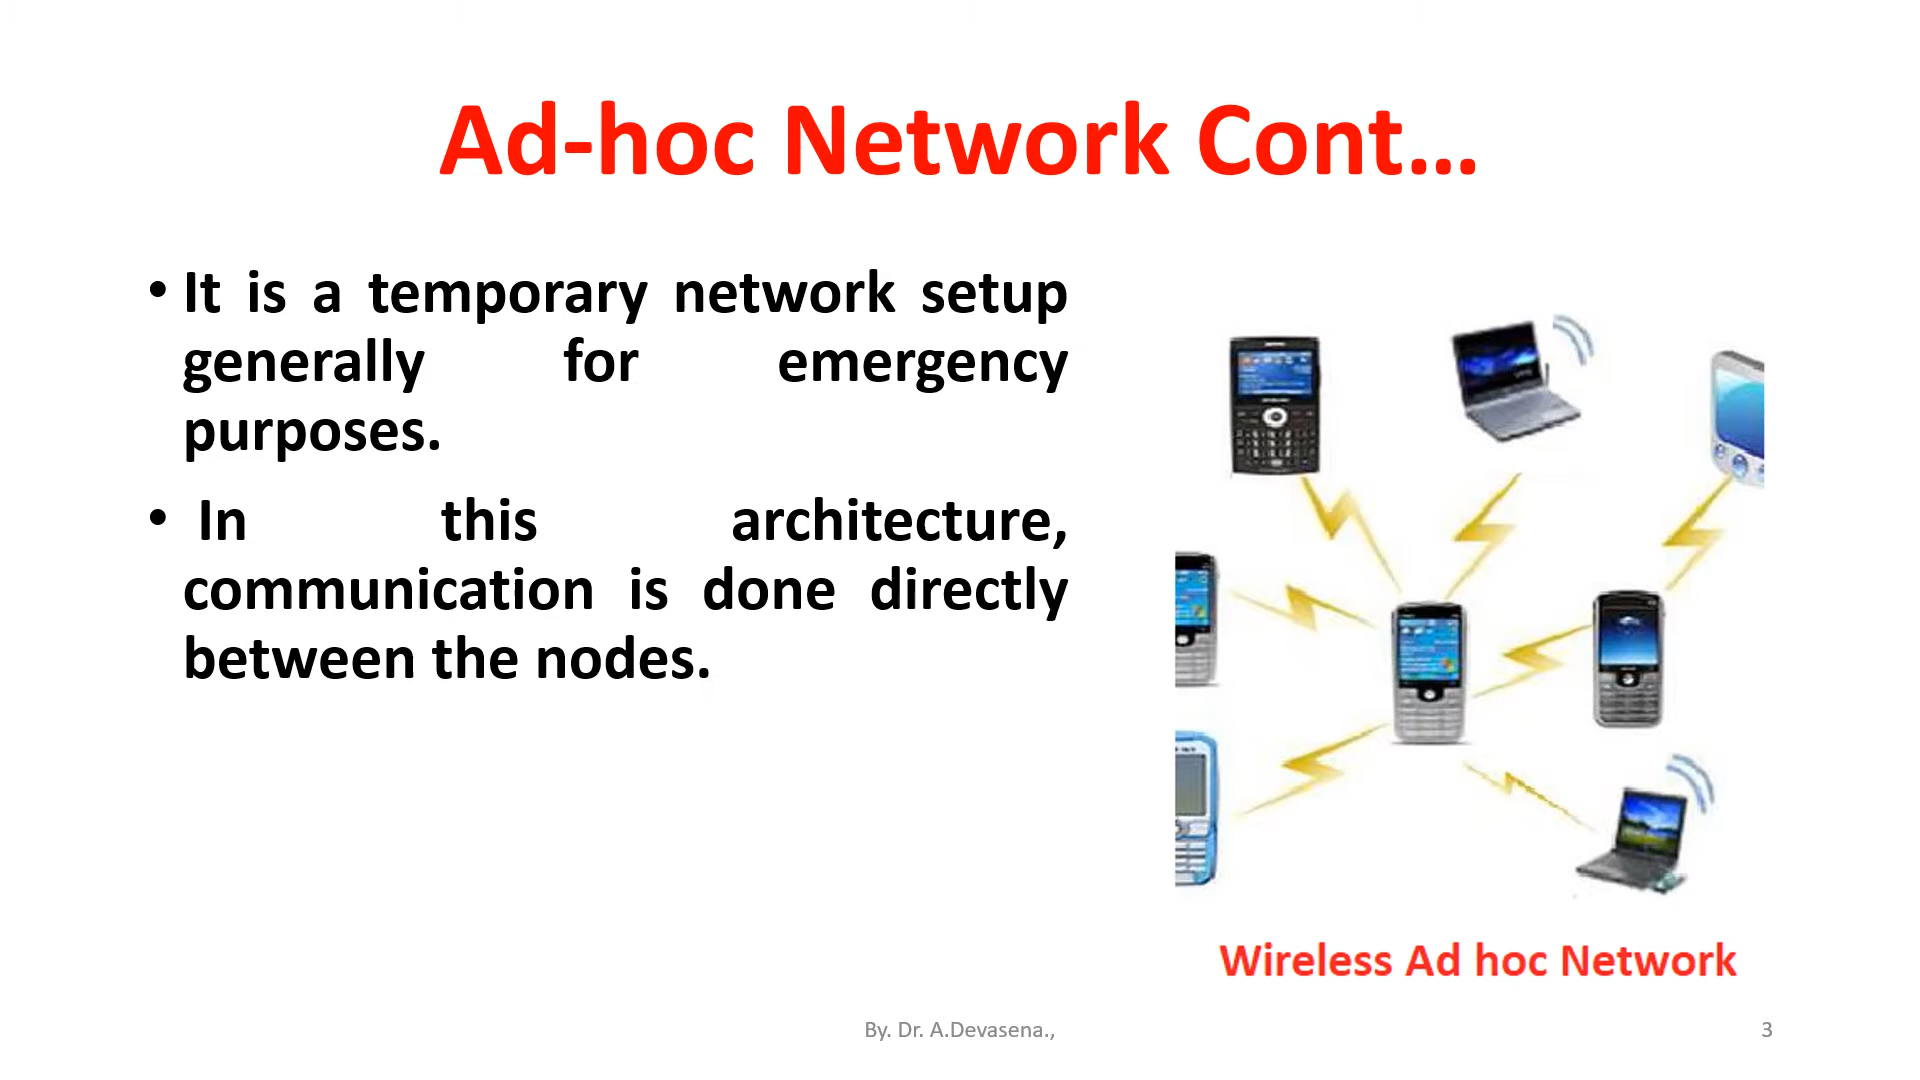 Ad-hoc Network Cont...
• It is a temporary network setup
generally for emergency
purposes.
• In this architecture,
communication is done directly
between the nodes.
Wireless Ad hoc Network
By. Dr. A.Devasena.,
3